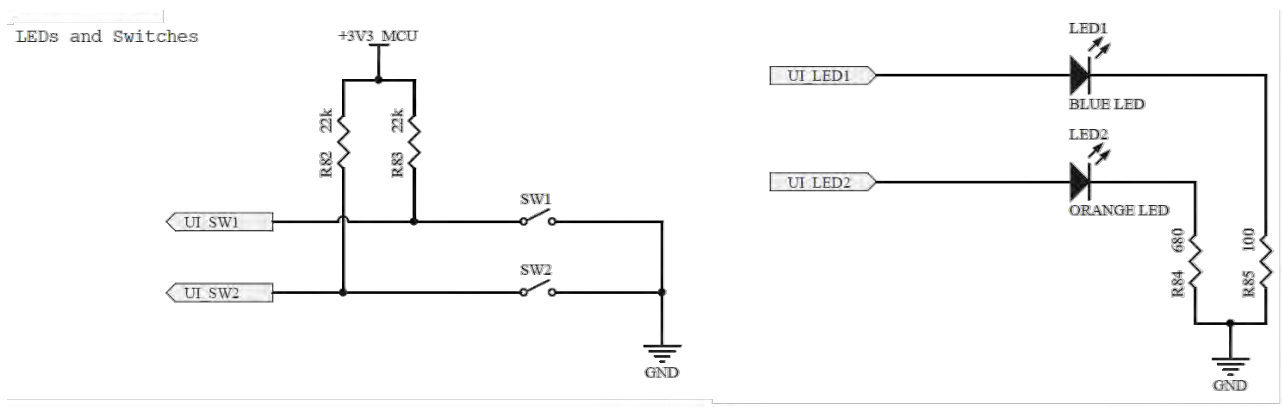 LEDs and Switches
+3V3_MCU
22k
R82
22k
R83
UI_SW1
SW1
UI_SW2
SW2
GND
UI_LED1
LED1
BLUE LED
UI_LED2
LED2
ORANGE LED
680
R84
100
R85
GND